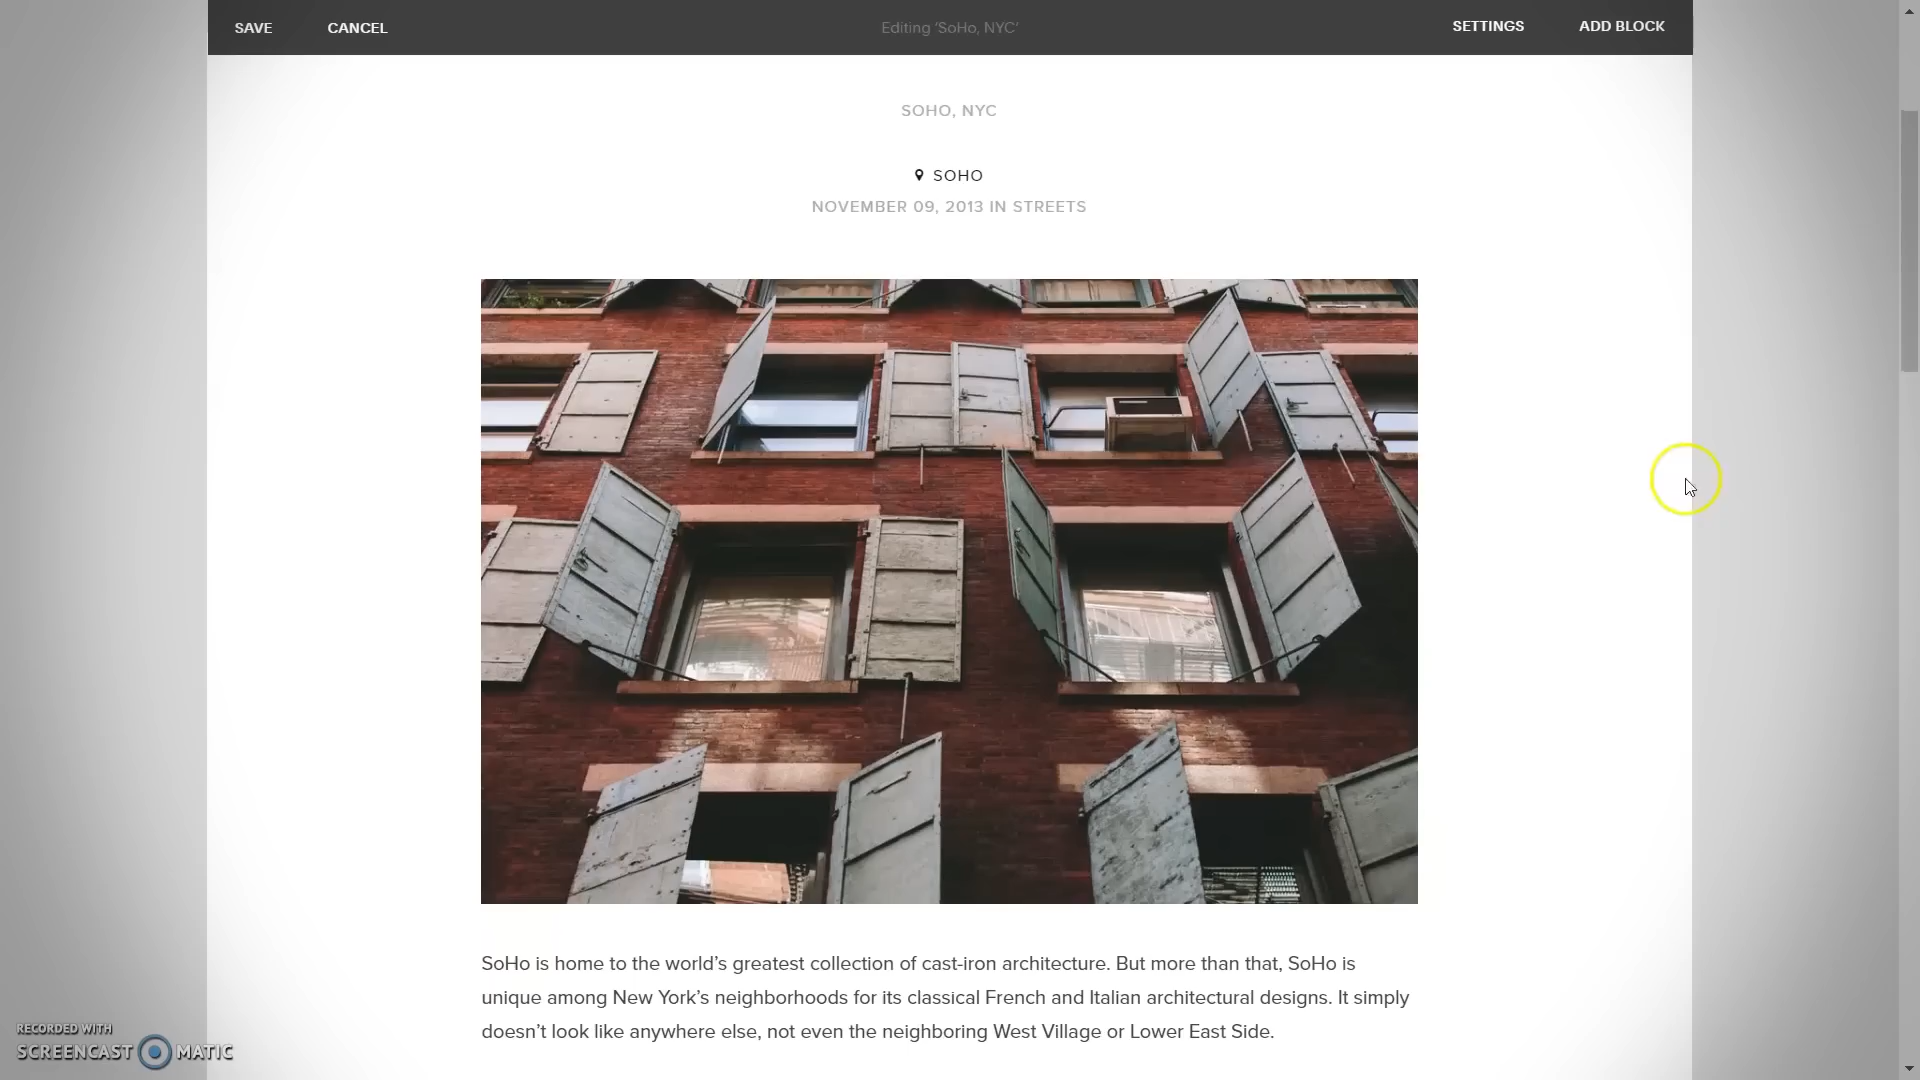 SAVE CANCEL Editing 'SoHo, NYC' SETTINGS ADD BLOCK
SOHO, NYC
SOHO
NOVEMBER 09, 2013 IN STREETS
SoHo is home to the world’s greatest collection of cast-iron architecture. But more than that, SoHo is
unique among New York’s neighborhoods for its classical French and Italian architectural designs. It simply
doesn’t look like anywhere else, not even the neighboring West Village or Lower East Side.
RECORDED WITH
SCREENCAST MATIC